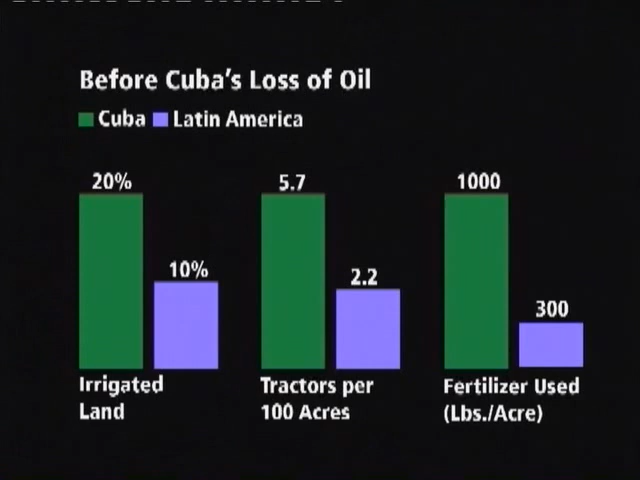 Before Cuba's Loss of Oil
Cuba Latin America
20% 5.7 1000
10% 2.2 300
Irrigated Land
Tractors per 100 Acres
Fertilizer Used (Lbs./Acre)